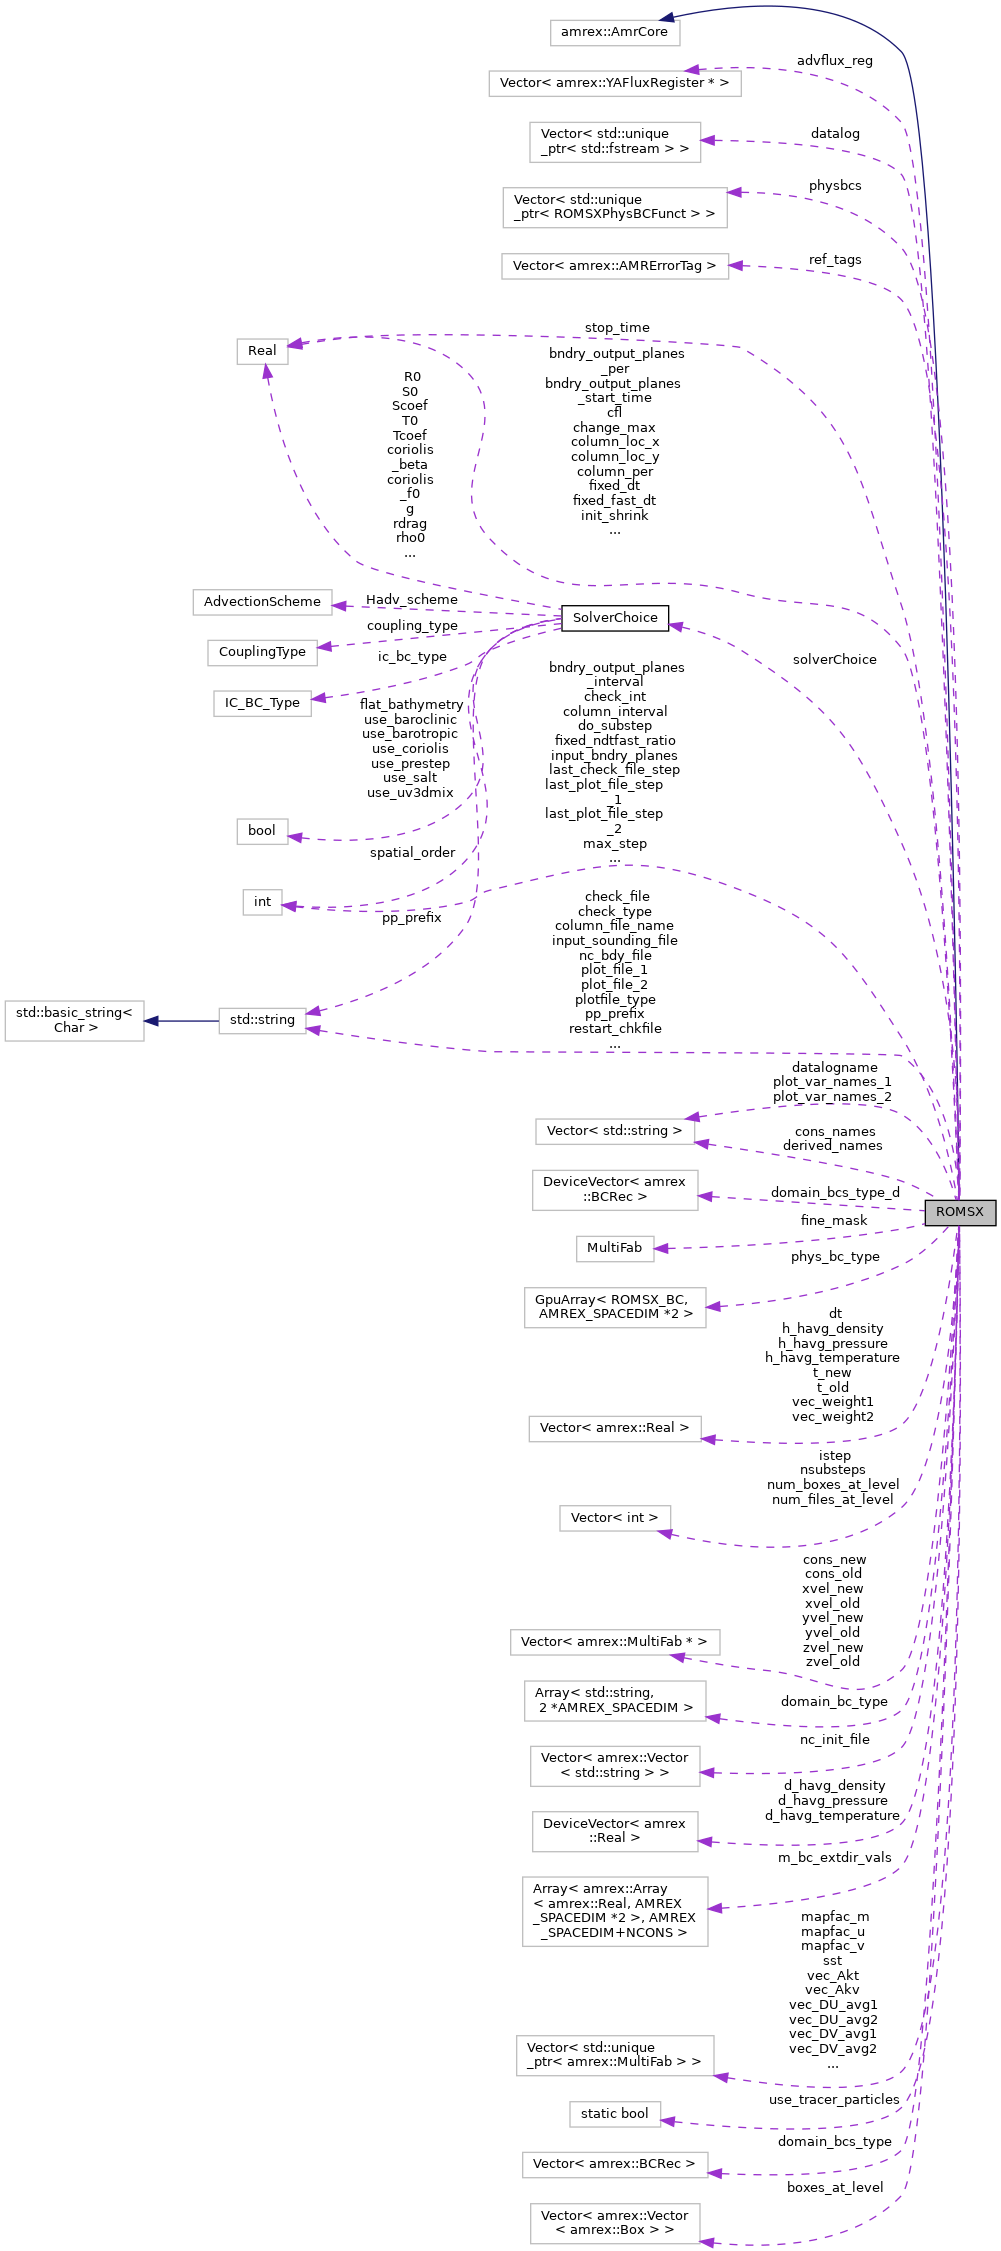 amrex::AmrCore
advflux_reg
Vector< amrex::YAFluxRegister * >
datalog
Vector< std::unique
_ptr< std::fstream > >
physbcs
Vector< std::unique
_ptr< ROMSXPhysBCFunct > >
ref_tags
Vector< amrex::AMRErrorTag >
stop_time
Real
bndry_output_planes
_per
bndry_output_planes
_start_time
cfl
change_max
column_loc_x
column_loc_y
column_per
fixed_dt
fixed_fast_dt
init_shrink
...
R0
S0
Scoef
T0
Tcoef
coriolis
_beta
coriolis
_f0
g
rdrag
rho0
...
AdvectionScheme
Hadv_scheme
SolverChoice
coupling_type
CouplingType
ic_bc_type
solverChoice
IC_BC_Type
flat_bathymetry
use_baroclinic
use_barotropic
use_coriolis
use_prestep
use_salt
use_uv3dmix
bndry_output_planes
_interval
check_int
column_interval
do_substep
fixed_ndtfast_ratio
input_bndry_planes
last_check_file_step
last_plot_file_step
_1
last_plot_file_step
_2
max_step
...
bool
spatial_order
int
pp_prefix
check_file
check_type
column_file_name
input_sounding_file
nc_bdy_file
plot_file_1
plot_file_2
plotfile_type
pp_prefix
restart_chkfile
...
std::basic_string<
Char >
std::string
datalogname
plot_var_names_1
plot_var_names_2
Vector< std::string >
cons_names
derived_names
DeviceVector< amrex
::BCRec >
domain_bcs_type_d
ROMSX
fine_mask
MultiFab
phys_bc_type
GpuArray< ROMSX_BC,
AMREX_SPACEDIM *2 >
dt
h_havg_density
h_havg_pressure
h_havg_temperature
t_new
t_old
vec_weight1
vec_weight2
Vector< amrex::Real >
istep
nsubsteps
num_boxes_at_level
num_files_at_level
Vector< int >
cons_new
cons_old
xvel_new
xvel_old
yvel_new
yvel_old
zvel_new
zvel_old
Vector< amrex::MultiFab * >
Array< std::string,
2 *AMREX_SPACEDIM >
domain_bc_type
nc_init_file
Vector< amrex::Vector
< std::string > >
d_havg_density
d_havg_pressure
d_havg_temperature
DeviceVector< amrex
::Real >
m_bc_extdir_vals
Array< amrex::Array
< amrex::Real, AMREX
_SPACEDIM *2 >, AMREX
_SPACEDIM+NCONS >
mapfac_m
mapfac_u
mapfac_v
sst
vec_Akt
vec_Akv
vec_DU_avg1
vec_DU_avg2
vec_DV_avg1
vec_DV_avg2
...
Vector< std::unique
_ptr< amrex::MultiFab > >
use_tracer_particles
static bool
domain_bcs_type
Vector< amrex::BCRec >
boxes_at_level
Vector< amrex::Vector
< amrex::Box > >